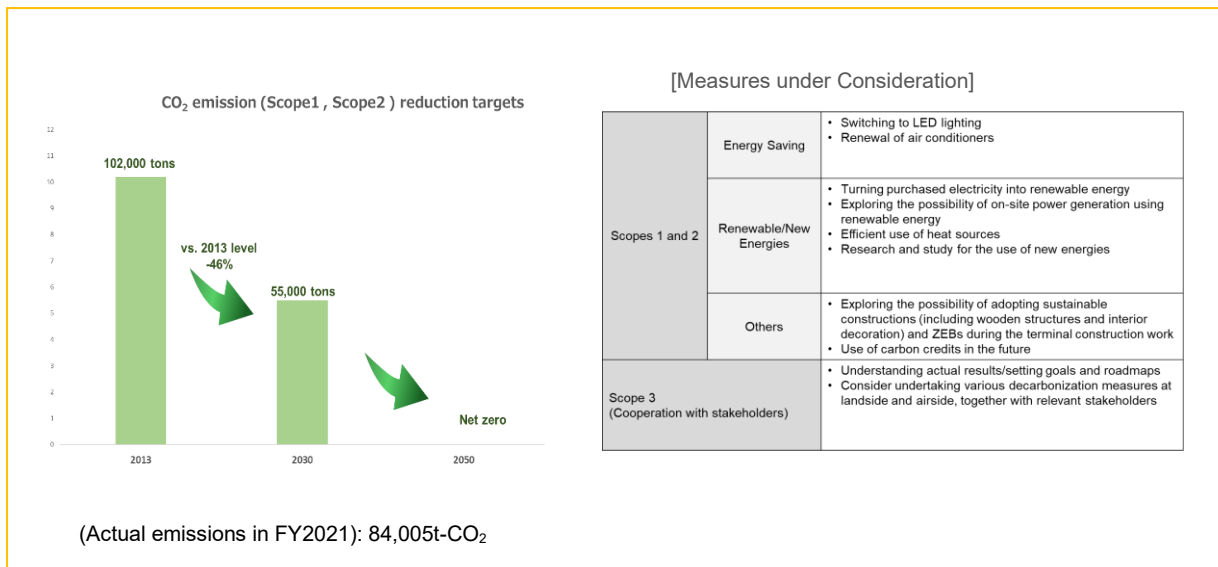 CO₂ emission (Scope1 , Scope2 ) reduction targets
12
11
10
9
8
7
6
5
4
3
2
1
0
102,000 tons
vs. 2013 level
-46%
55,000 tons
Net zero
2013
2030
2050
(Actual emissions in FY2021): 84,005t-CO₂
[Measures under Consideration]
Scopes 1 and 2
Energy Saving
• Switching to LED lighting
• Renewal of air conditioners
Renewable/New
Energies
• Turning purchased electricity into renewable energy
• Exploring the possibility of on-site power generation using
renewable energy
• Efficient use of heat sources
• Research and study for the use of new energies
Others
• Exploring the possibility of adopting sustainable
constructions (including wooden structures and interior
decoration) and ZEBs during the terminal construction work
• Use of carbon credits in the future
Scope 3
(Cooperation with stakeholders)
• Understanding actual results/setting goals and roadmaps
• Consider undertaking various decarbonization measures at
landside and airside, together with relevant stakeholders